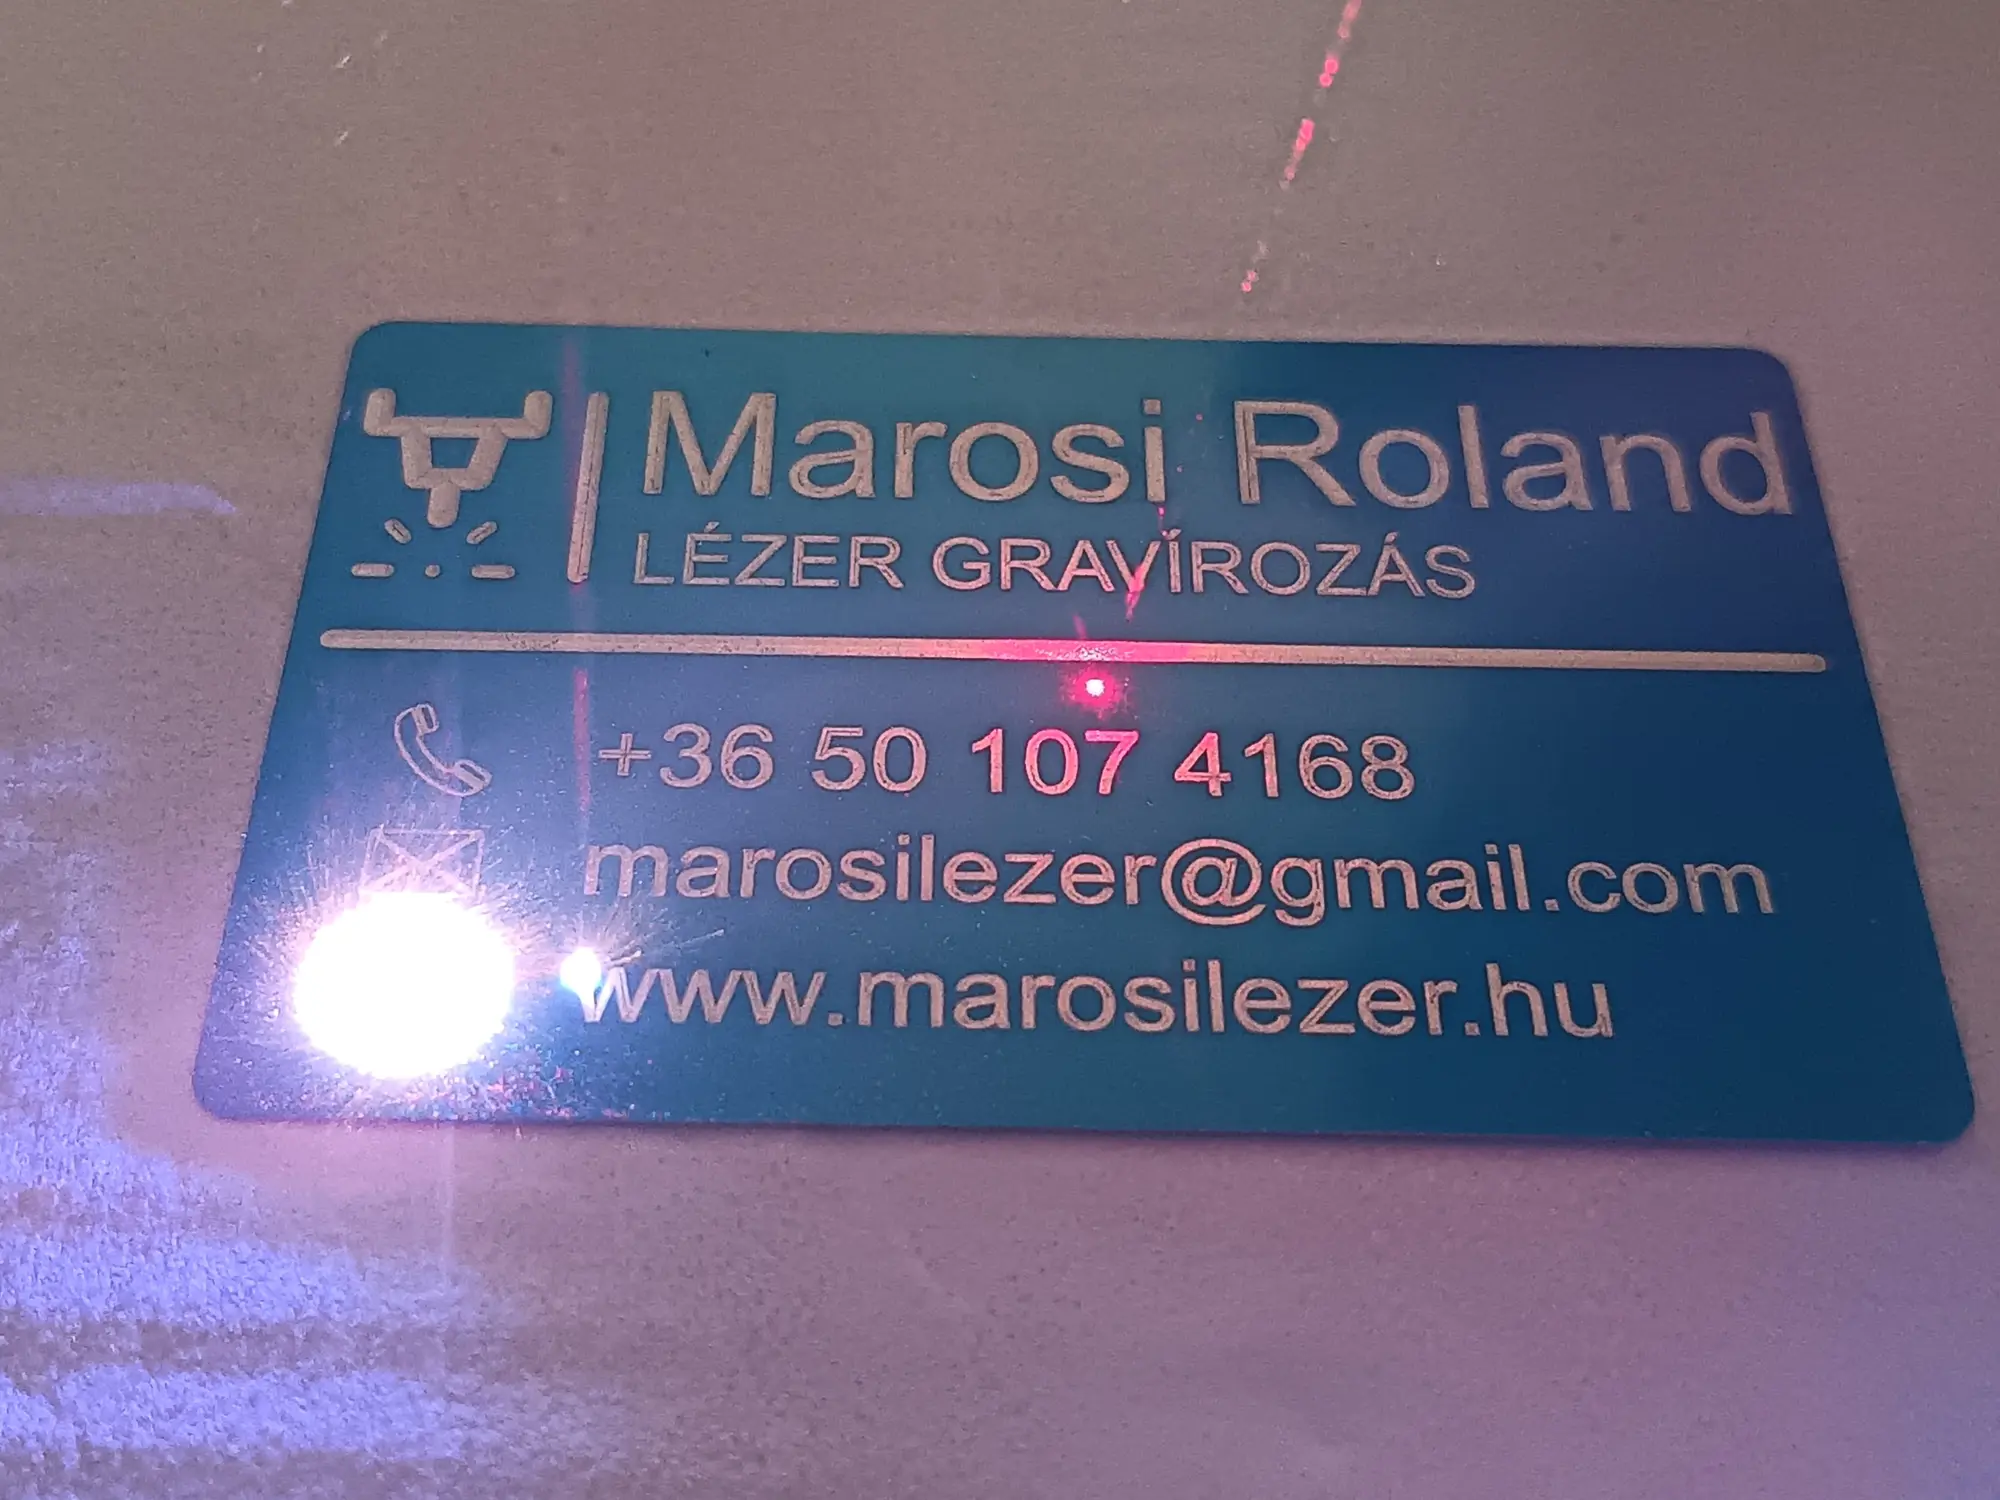 Marosi Roland
LÉZER GRAVÍROZÁS
+36 50 107 4168
marosilezer@gmail.com
www.marosilezer.hu